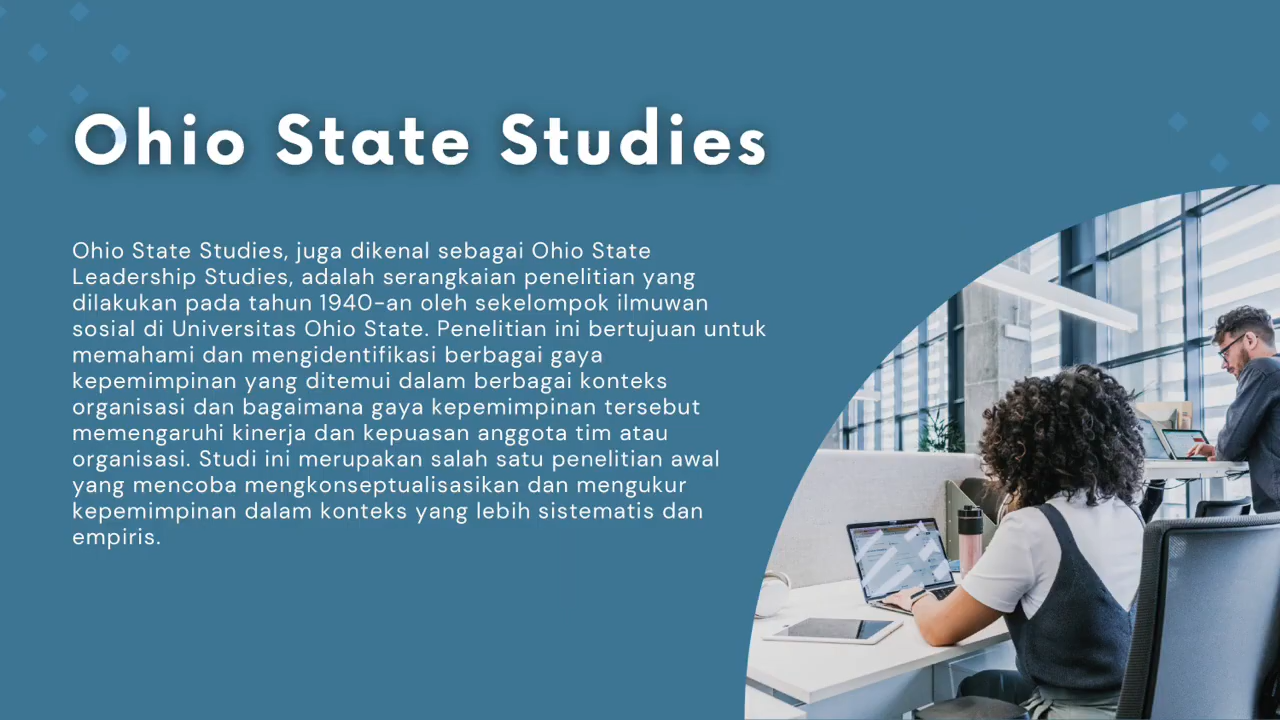 Ohio State Studies
Ohio State Studies, juga dikenal sebagai Ohio State
Leadership Studies, adalah serangkaian penelitian yang
dilakukan pada tahun 1940-an oleh sekelompok ilmuwan
sosial di Universitas Ohio State. Penelitian ini bertujuan untuk
memahami dan mengidentifikasi berbagai gaya
kepemimpinan yang ditemui dalam berbagai konteks
organisasi dan bagaimana gaya kepemimpinan tersebut
memengaruhi kinerja dan kepuasan anggota tim atau
organisasi. Studi ini merupakan salah satu penelitian awal
yang mencoba mengkonseptualisasikan dan mengukur
kepemimpinan dalam konteks yang lebih sistematis dan
empiris.